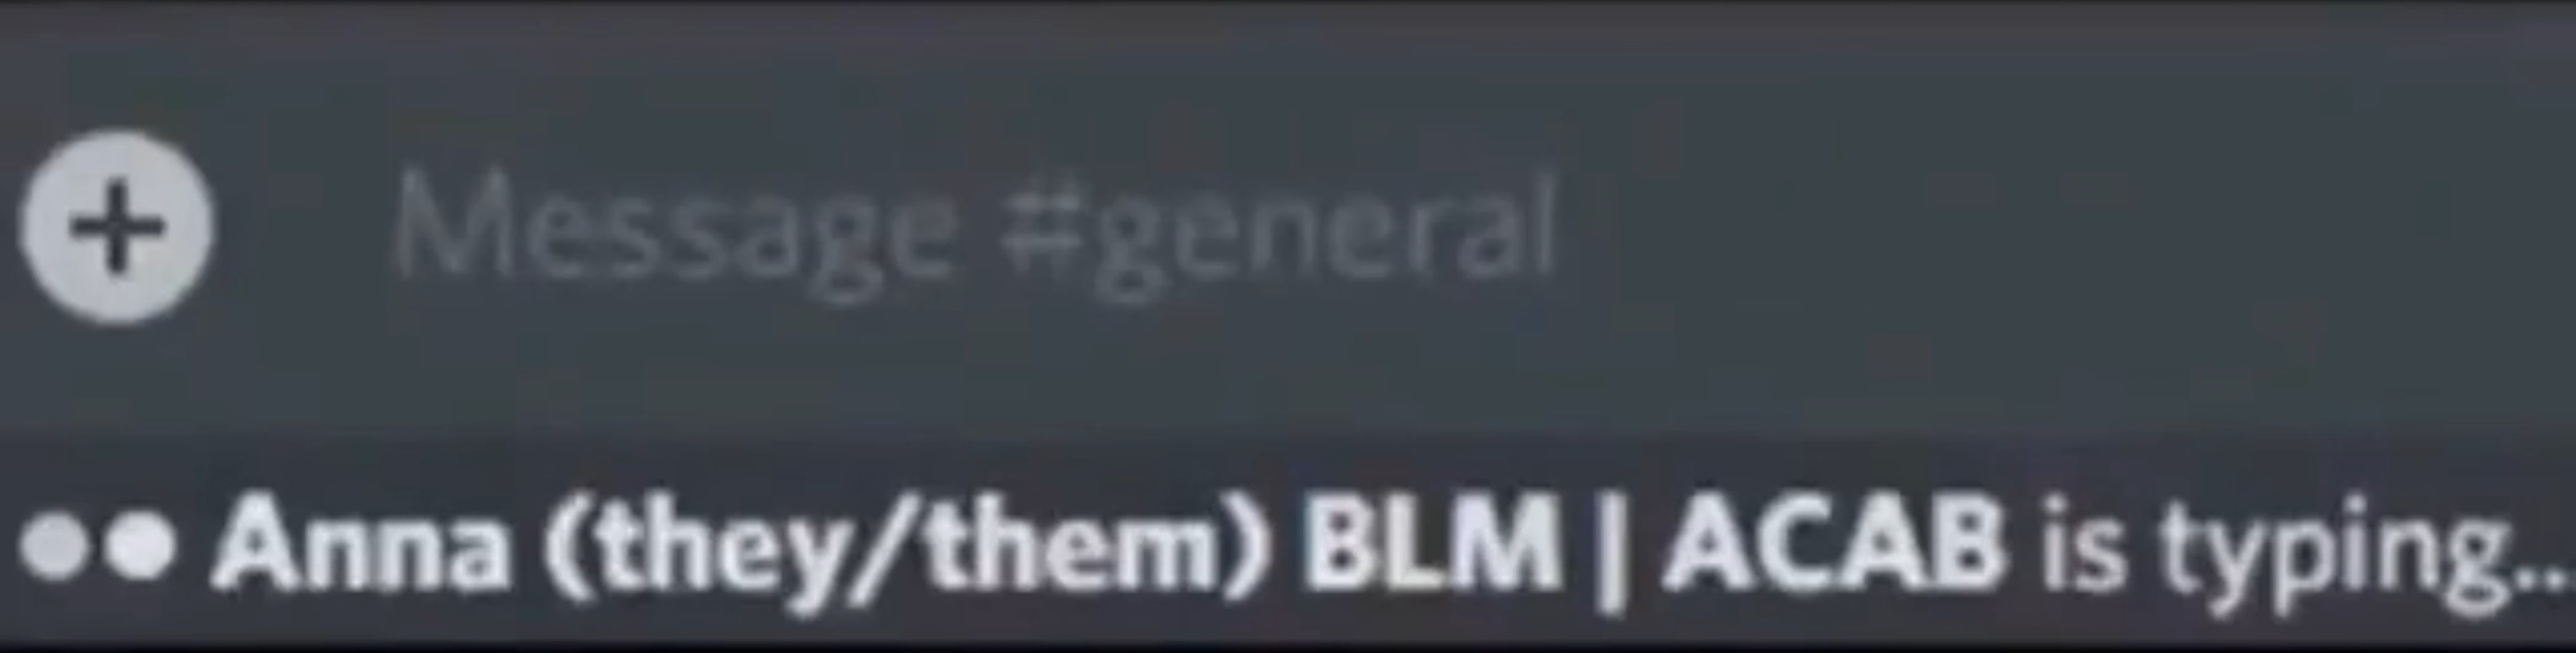 Message #general
Anna (they/them) BLM | ACAB is typing...